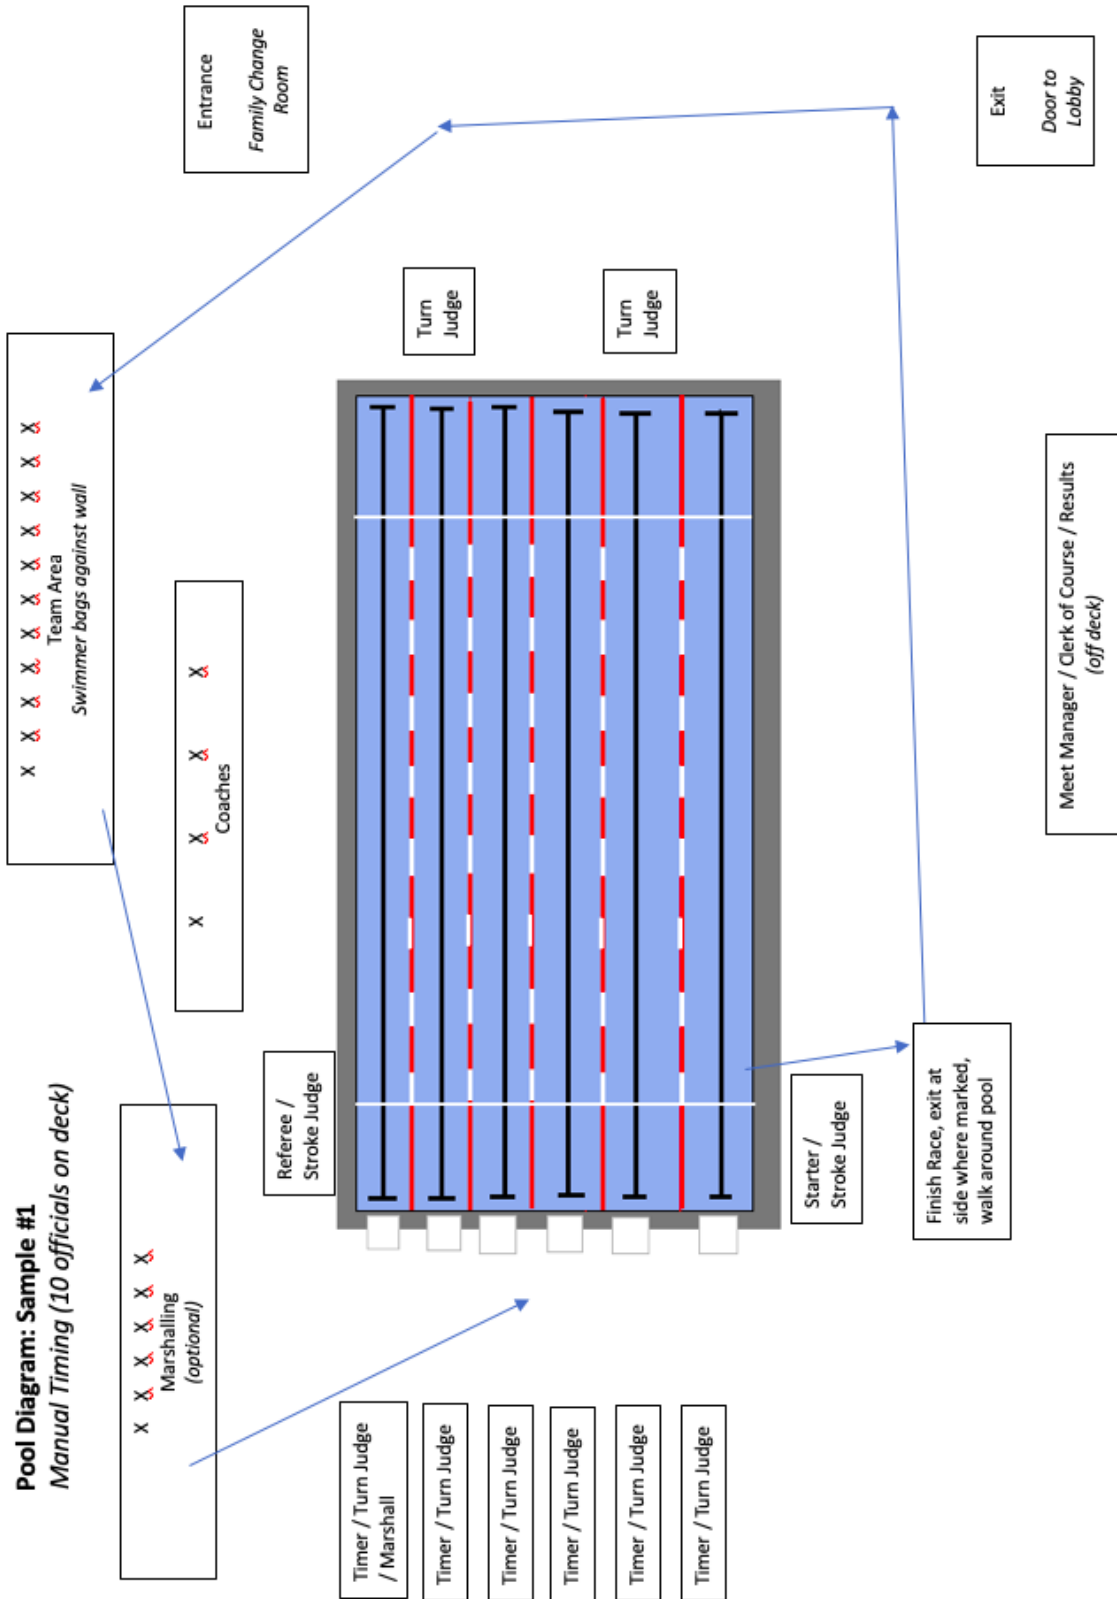 Pool Diagram: Sample #1
Manual Timing (10 officials on deck)
X X X X X X X X X X X
Team Area
Swimmer bags against wall
X X X X X X
Marshalling
(optional)
X X X X
Coaches
Entrance
Family Change
Room
Referee /
Stroke Judge
Timer / Turn Judge
/ Marshall
Timer / Turn Judge
Timer / Turn Judge
Timer / Turn Judge
Timer / Turn Judge
Timer / Turn Judge
Turn
Judge
Turn
Judge
Starter /
Stroke Judge
Finish Race, exit at
side where marked,
walk around pool
Exit
Door to
Lobby
Meet Manager / Clerk of Course / Results
(off deck)